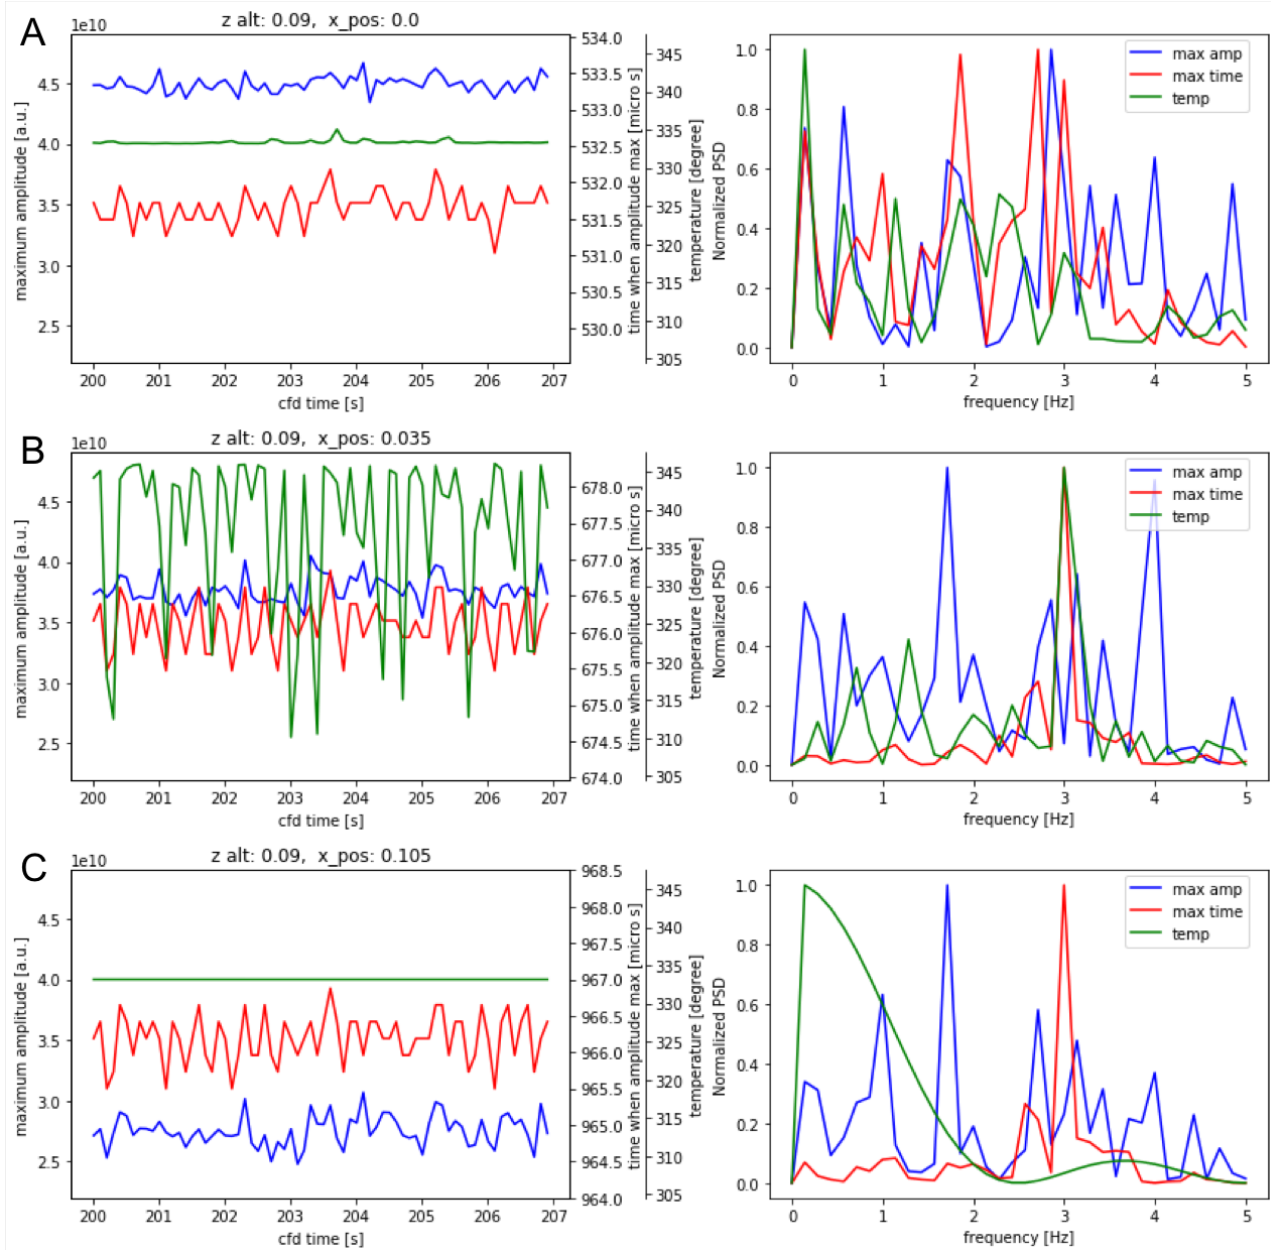 A
z alt: 0.09,  x_pos: 0.0
1e10
4.5
4.0
3.5
3.0
2.5
maximum amplitude [a.u.]
200 201 202 203 204 205 206 207
cfd time [s]
534.0
533.5
533.0
532.5
532.0
531.5
531.0
530.5
530.0
time when amplitude max [micro s]
345
340
335
330
325
320
315
310
305
temperature [degree]
Normalized PSD
1.0
0.8
0.6
0.4
0.2
0.0
max amp
max time
temp
0 1 2 3 4 5
frequency [Hz]
B
z alt: 0.09,  x_pos: 0.035
1e10
4.5
4.0
3.5
3.0
2.5
maximum amplitude [a.u.]
200 201 202 203 204 205 206 207
cfd time [s]
678.0
677.5
677.0
676.5
676.0
675.5
675.0
674.5
674.0
time when amplitude max [micro s]
345
340
335
330
325
320
315
310
305
temperature [degree]
Normalized PSD
1.0
0.8
0.6
0.4
0.2
0.0
max amp
max time
temp
0 1 2 3 4 5
frequency [Hz]
C
z alt: 0.09,  x_pos: 0.105
1e10
4.5
4.0
3.5
3.0
2.5
maximum amplitude [a.u.]
200 201 202 203 204 205 206 207
cfd time [s]
968.5
968.0
967.5
967.0
966.5
966.0
965.5
965.0
964.5
964.0
time when amplitude max [micro s]
345
340
335
330
325
320
315
310
305
temperature [degree]
Normalized PSD
1.0
0.8
0.6
0.4
0.2
0.0
max amp
max time
temp
0 1 2 3 4 5
frequency [Hz]